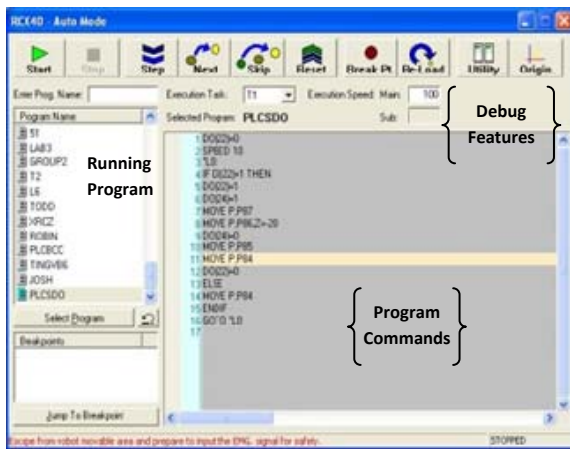 RCX40 - Auto Mode
Start Stop Step Next Skip Reset Break Pt. Re-Load Utility Origin
Enter Prog. Name: Execution Task: T1 Execution Speed: Main: 100
Program Name Selected Program: PLCSDO Sub:
Debug Features
S1
LAB3
GROUP2
T2
L6
TODD
XRCZ
ROBIN
PLCBCC
TINGVB6
JOSH
PLCSDO
Running Program
1 DO(22)=0
2 SPEED 10
3 *L0:
4 IF DI(22)=1 THEN
5 DO(22)=1
6 DO(24)=1
7 MOVE P,P87
8 MOVE P,P86,Z=-20
9 DO(24)=0
10 MOVE P,P85
11 MOVE P,P84
12 DO(22)=0
13 ELSE
14 MOVE P,P84
15 ENDIF
16 GOTO *L0
17
Program Commands
Select Program
Breakpoints
Jump To Breakpoint
Escape from robot movable area and prepare to input the EMG. signal for safety. STOPPED